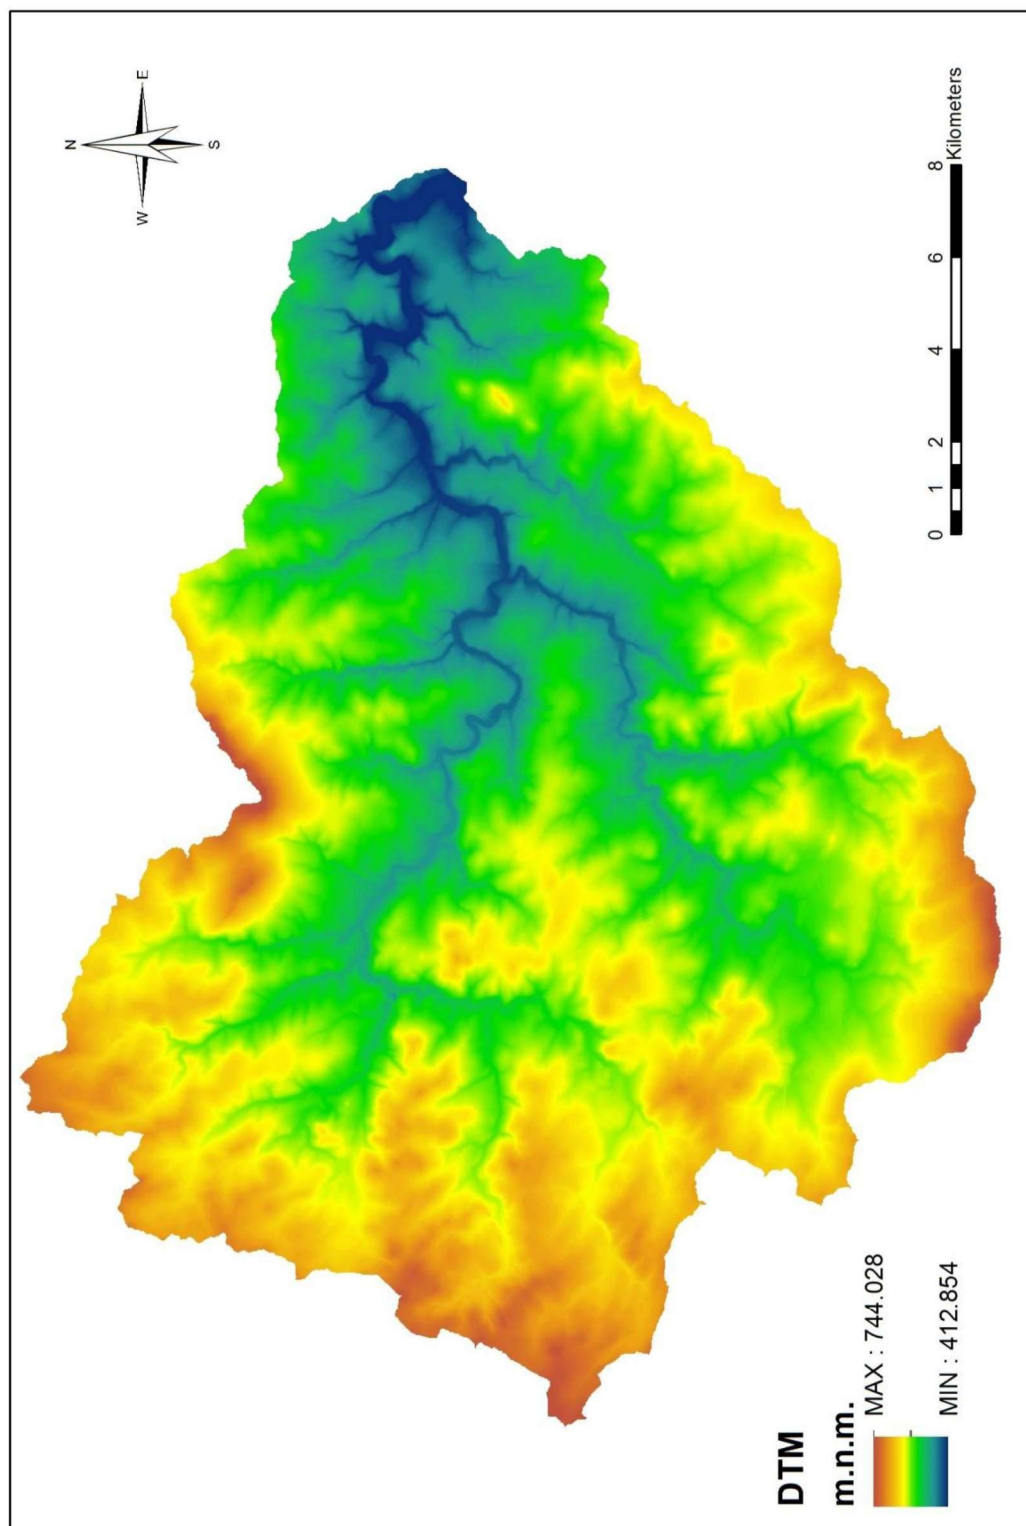 N
W E
S
DTM
m.n.m.
MAX : 744.028
MIN : 412.854
0 1 2 4 6 8
Kilometers